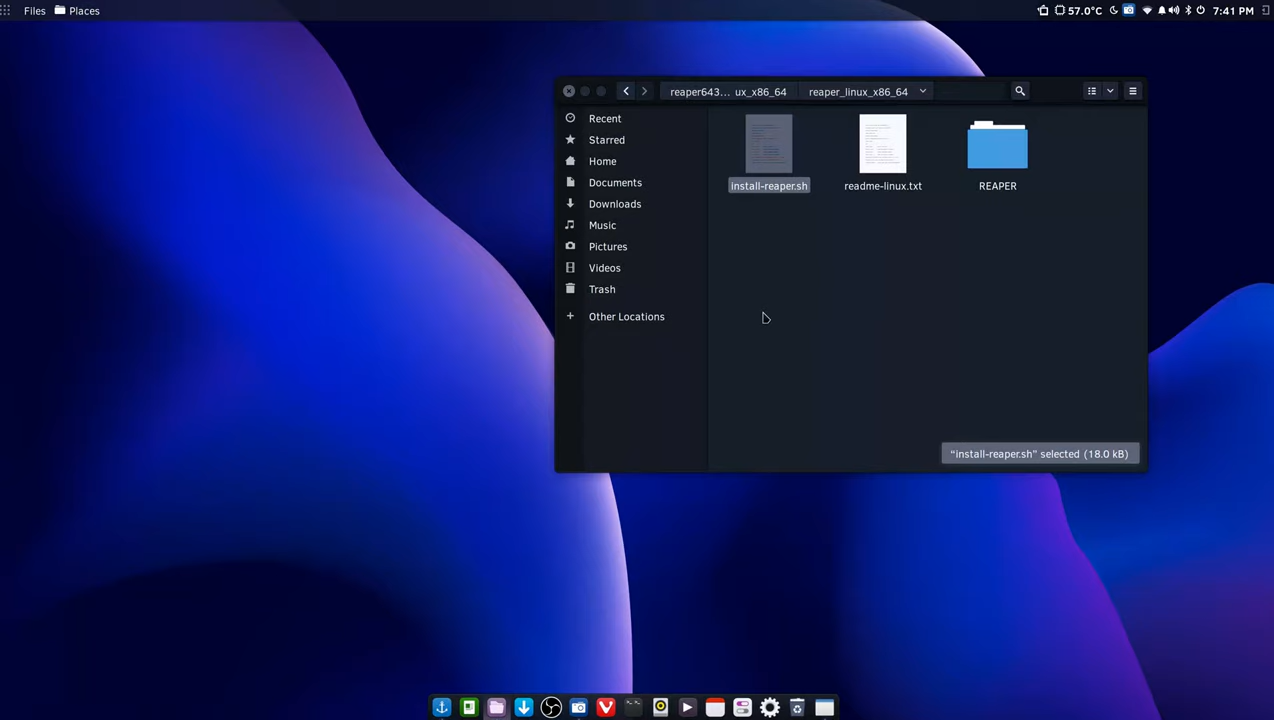 Files Places 57.0°C 7:41 PM
reaper643... ux_x86_64 reaper_linux_x86_64
Recent
Starred
Home
Documents
Downloads
Music
Pictures
Videos
Trash
Other Locations
install-reaper.sh readme-linux.txt REAPER
"install-reaper.sh" selected (18.0 kB)